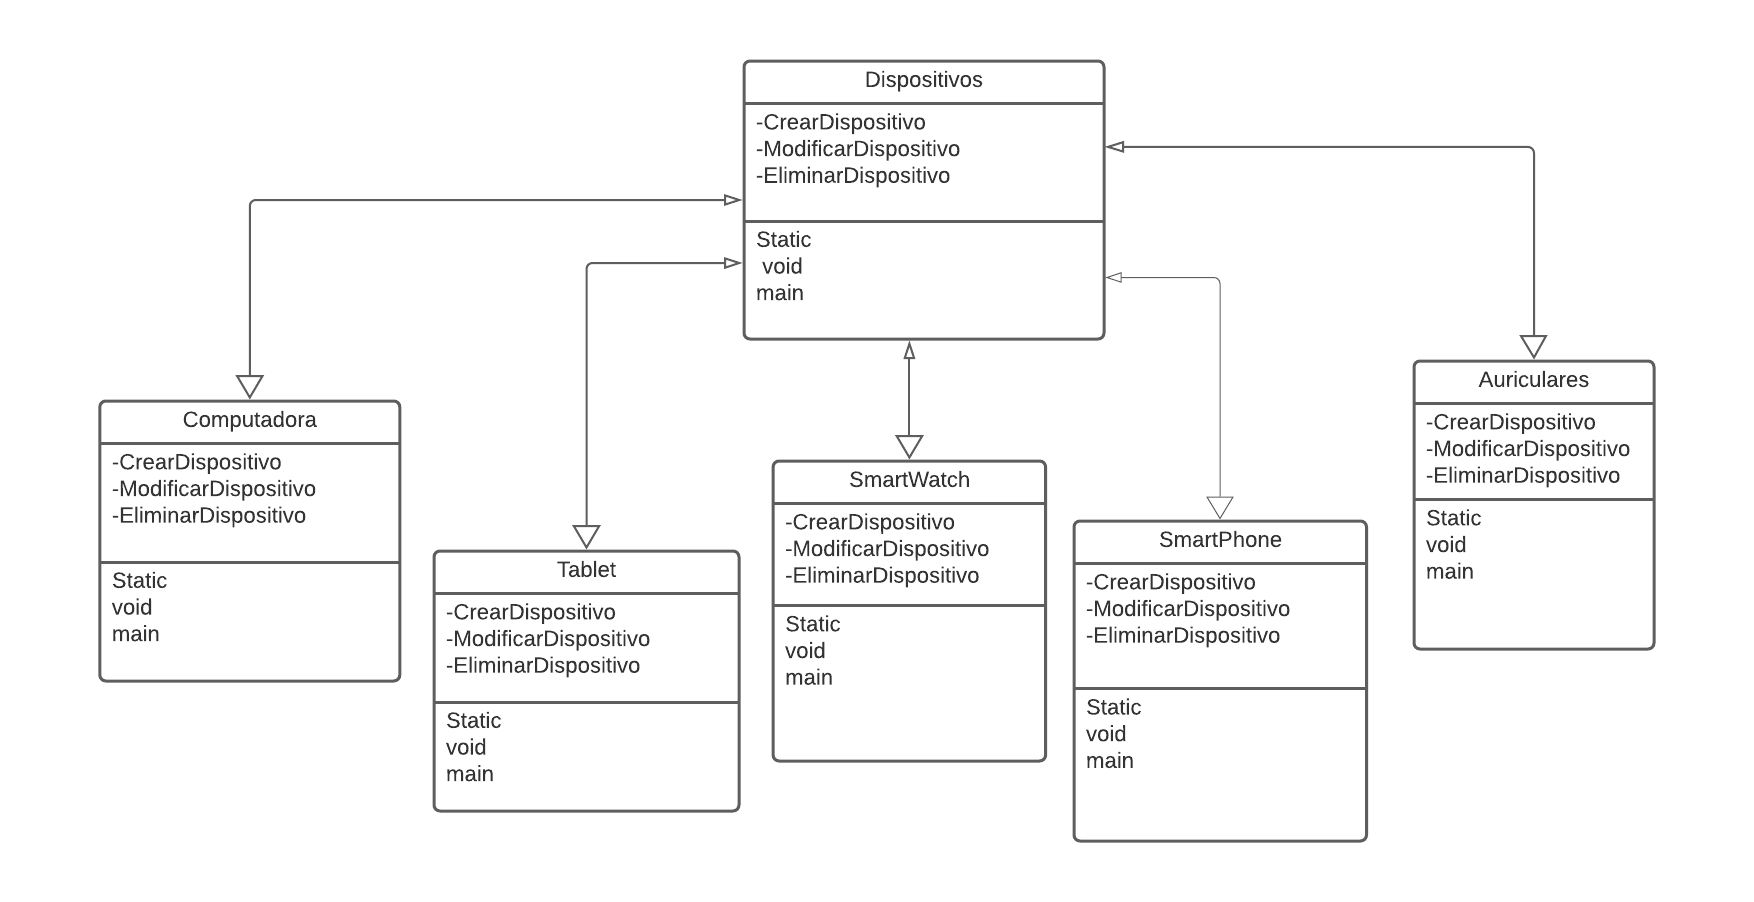 Dispositivos
-CrearDispositivo
-ModificarDispositivo
-EliminarDispositivo
Static
void
main
Computadora
-CrearDispositivo
-ModificarDispositivo
-EliminarDispositivo
Static
void
main
Tablet
-CrearDispositivo
-ModificarDispositivo
-EliminarDispositivo
Static
void
main
SmartWatch
-CrearDispositivo
-ModificarDispositivo
-EliminarDispositivo
Static
void
main
SmartPhone
-CrearDispositivo
-ModificarDispositivo
-EliminarDispositivo
Static
void
main
Auriculares
-CrearDispositivo
-ModificarDispositivo
-EliminarDispositivo
Static
void
main